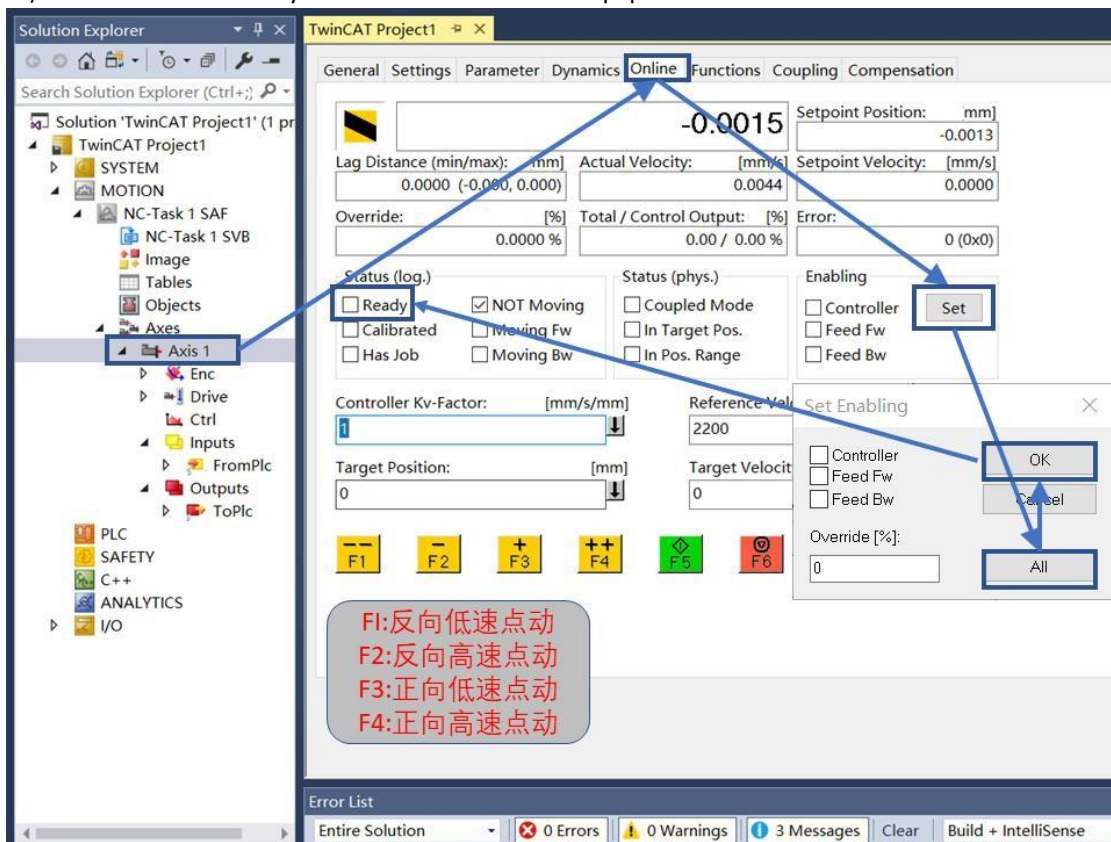 Solution Explorer
TwinCAT Project1
Search Solution Explorer (Ctrl+;)
Solution 'TwinCAT Project1' (1 pr
TwinCAT Project1
SYSTEM
MOTION
NC-Task 1 SAF
NC-Task 1 SVB
Image
Tables
Objects
Axes
Axis 1
Enc
Drive
Ctrl
Inputs
FromPlc
Outputs
ToPlc
PLC
SAFETY
C++
ANALYTICS
I/O
General Settings Parameter Dynamics Online Functions Coupling Compensation
-0.0015
Setpoint Position: mm]
-0.0013
Lag Distance (min/max): mm] Actual Velocity: [mm/s] Setpoint Velocity: [mm/s]
0.0000 (-0.000, 0.000) 0.0044 0.0000
Override: [%] Total / Control Output: [%] Error:
0.0000 % 0.00 / 0.00 % 0 (0x0)
Status (log.) Status (phys.) Enabling
Ready NOT Moving Coupled Mode Controller Set
Calibrated Moving Fw In Target Pos. Feed Fw
Has Job Moving Bw In Pos. Range Feed Bw
Controller Kv-Factor: [mm/s/mm] Reference Vel
1 2200
Target Position: [mm] Target Velocit
0 0
Set Enabling
Controller OK
Feed Fw
Feed Bw Cancel
Override [%]:
0 All
-- - + ++
F1 F2 F3 F4 F5 F6
FI:反向低速点动
F2:反向高速点动
F3:正向低速点动
F4:正向高速点动
Error List
Entire Solution 0 Errors 0 Warnings 3 Messages Clear Build + IntelliSense